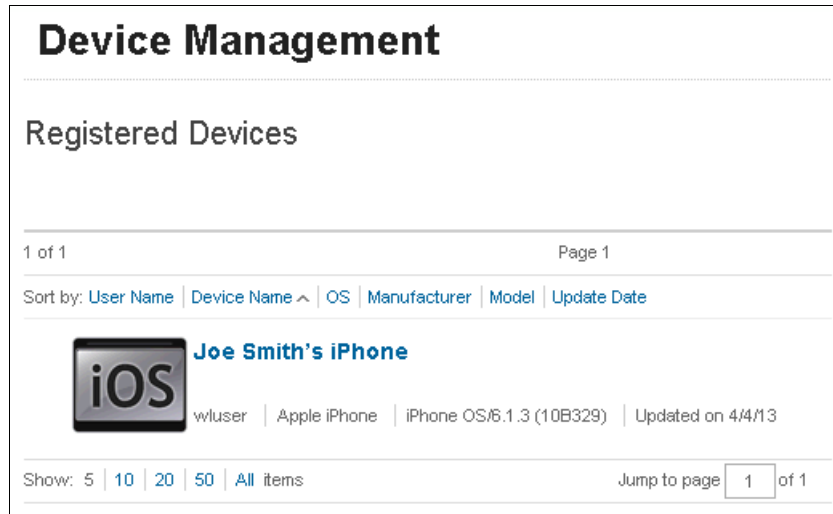 Device Management
Registered Devices
1 of 1 Page 1
Sort by: User Name Device Name OS Manufacturer Model Update Date
iOS
Joe Smith's iPhone
wluser Apple iPhone iPhone OS/6.1.3 (10B329) Updated on 4/4/13
Show: 5 10 20 50 All items Jump to page 1 of 1